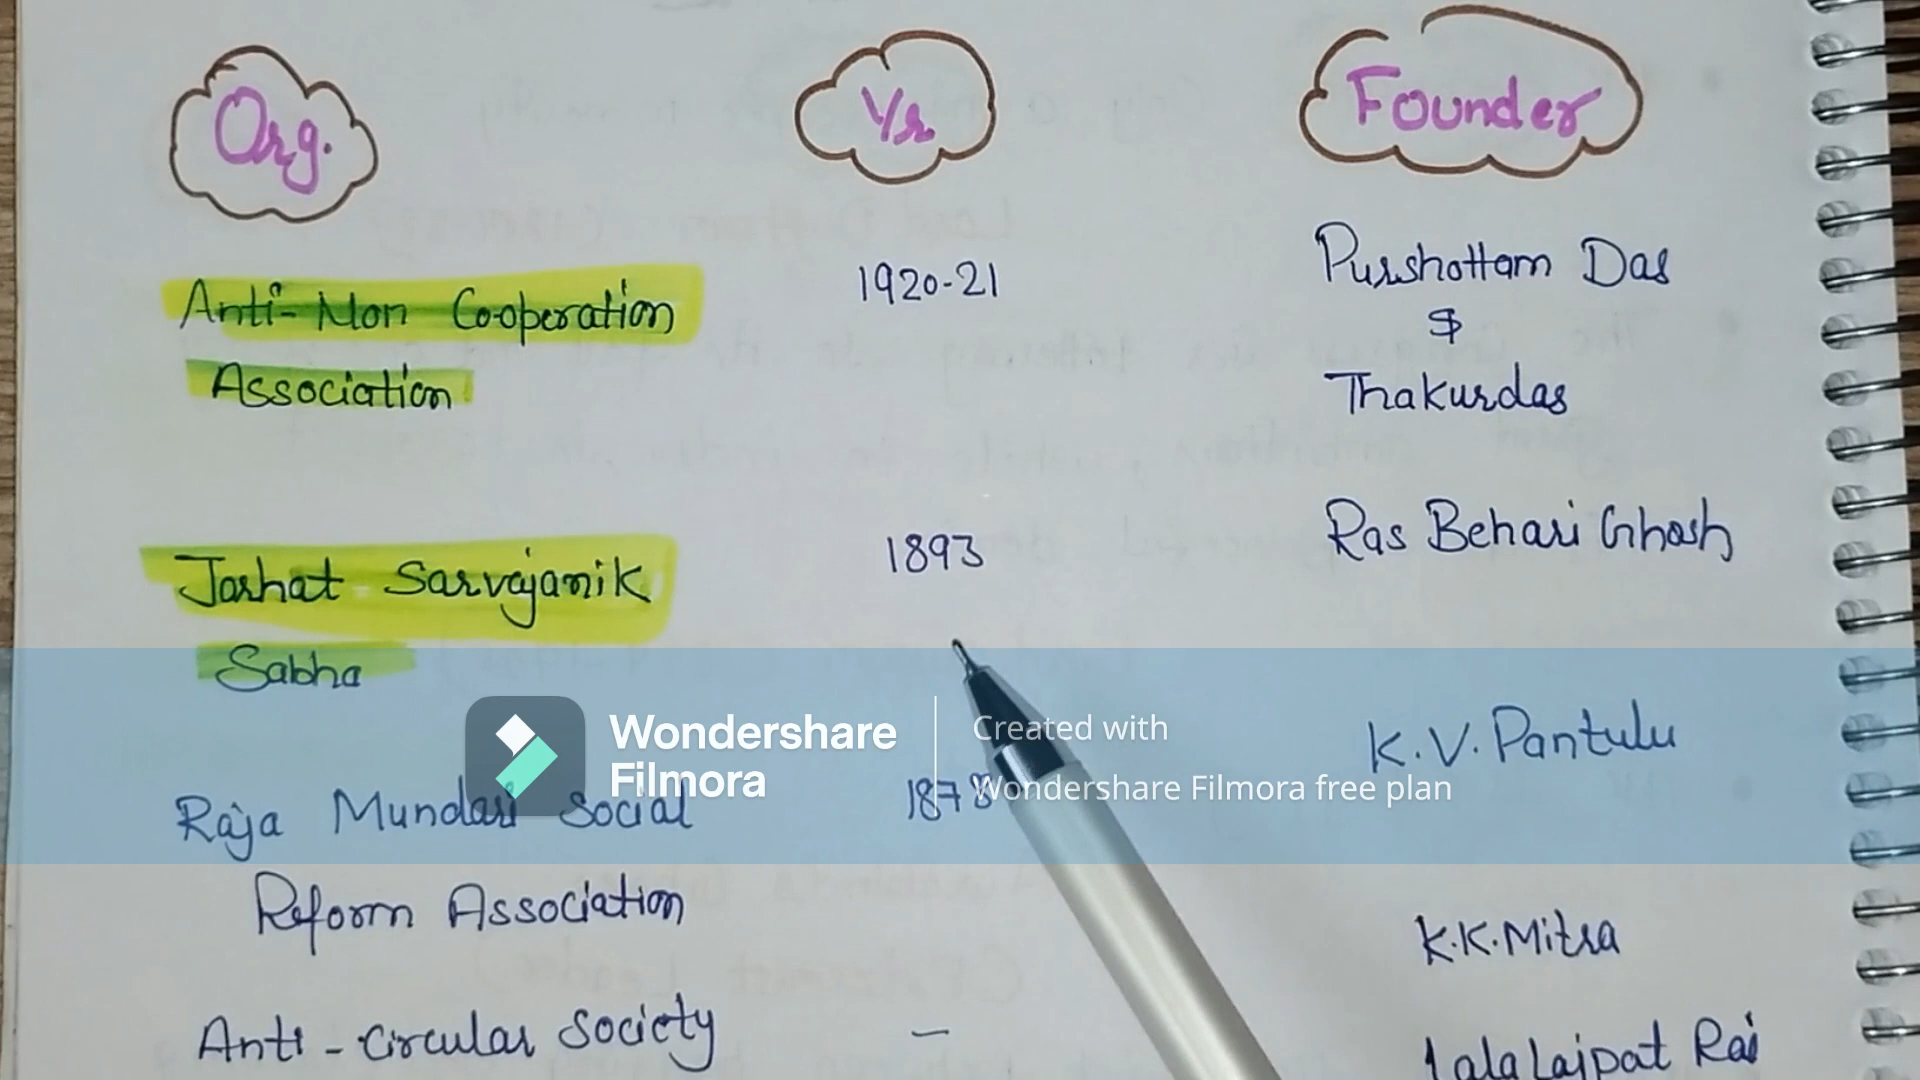 Org.
Yr
Founder
Anti-Non Cooperation
Association
1920-21
Purshottam Das
&
Thakurdas
Jorhat Sarvajanik
Sabha
1893
Ras Behari Ghosh
Wondershare
Filmora
Created with
Wondershare Filmora free plan
Raja Mundari Social
Reform Association
1878
K.V. Pantulu
K.K. Mitra
Anti-Circular Society
—
Lala Lajpat Rai